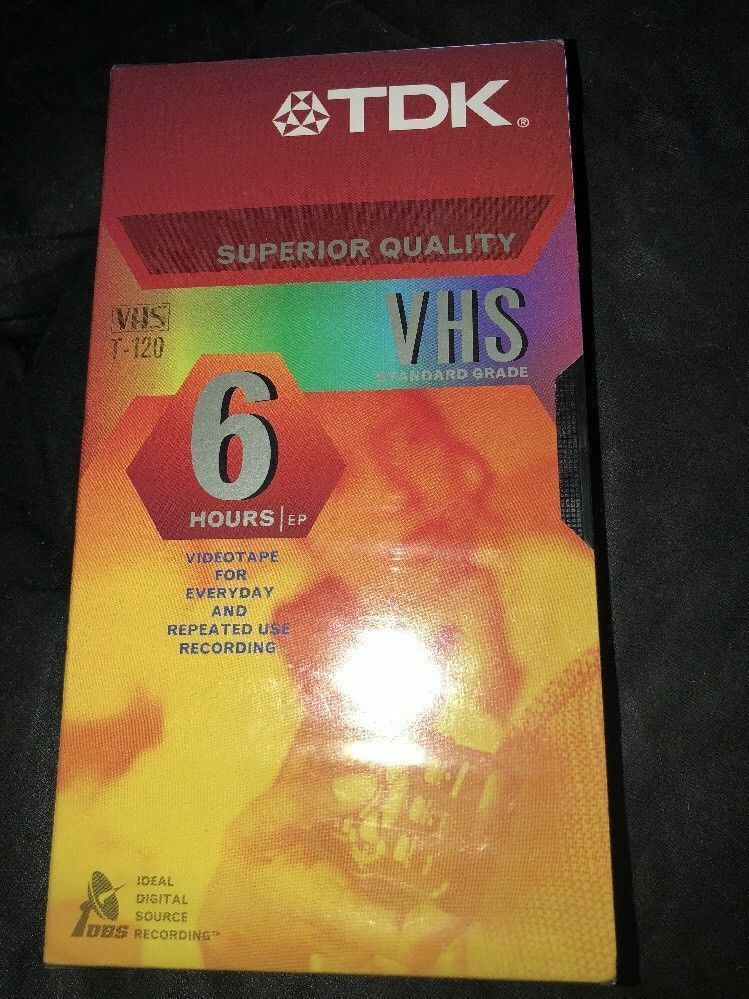 TDK®
SUPERIOR QUALITY
VHS
T-120
VHS
STANDARD GRADE
6
HOURS | EP
VIDEOTAPE
FOR
EVERYDAY
AND
REPEATED USE
RECORDING
IDEAL
DIGITAL
SOURCE
RECORDING™
IDBS